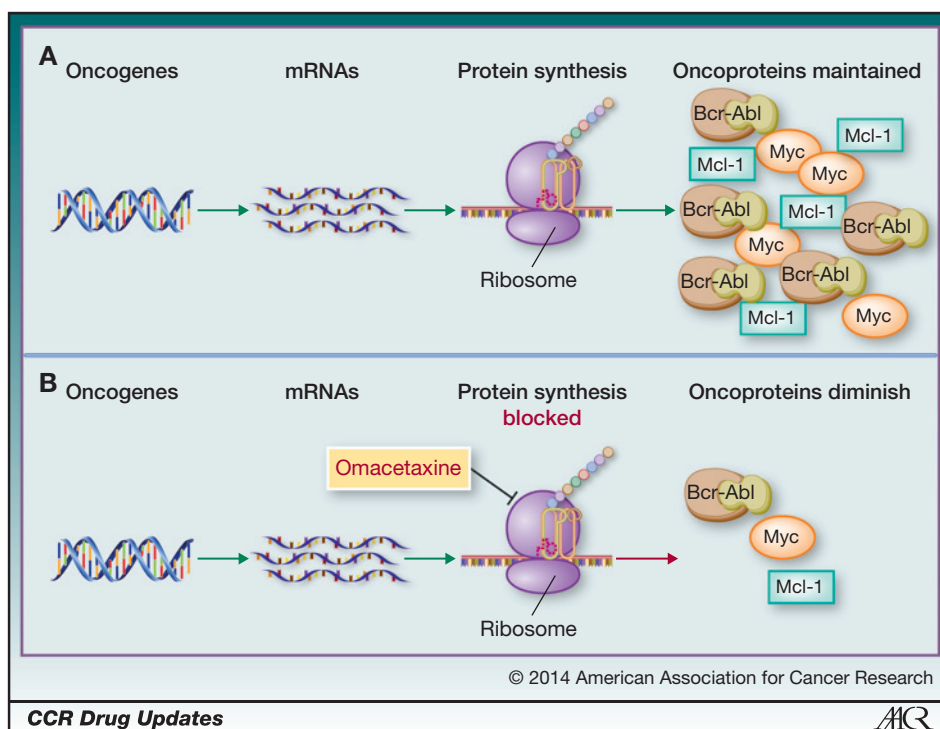 A
Oncogenes
mRNAs
Protein synthesis
Oncoproteins maintained
Bcr-Abl
Mcl-1
Myc
Mcl-1
Myc
Bcr-Abl
Mcl-1
Bcr-Abl
Myc
Bcr-Abl
Bcr-Abl
Ribosome
Mcl-1
Myc
B
Oncogenes
mRNAs
Protein synthesis
blocked
Oncoproteins diminish
Omacetaxine
Bcr-Abl
Myc
Mcl-1
Ribosome
© 2014 American Association for Cancer Research
CCR Drug Updates
AACR